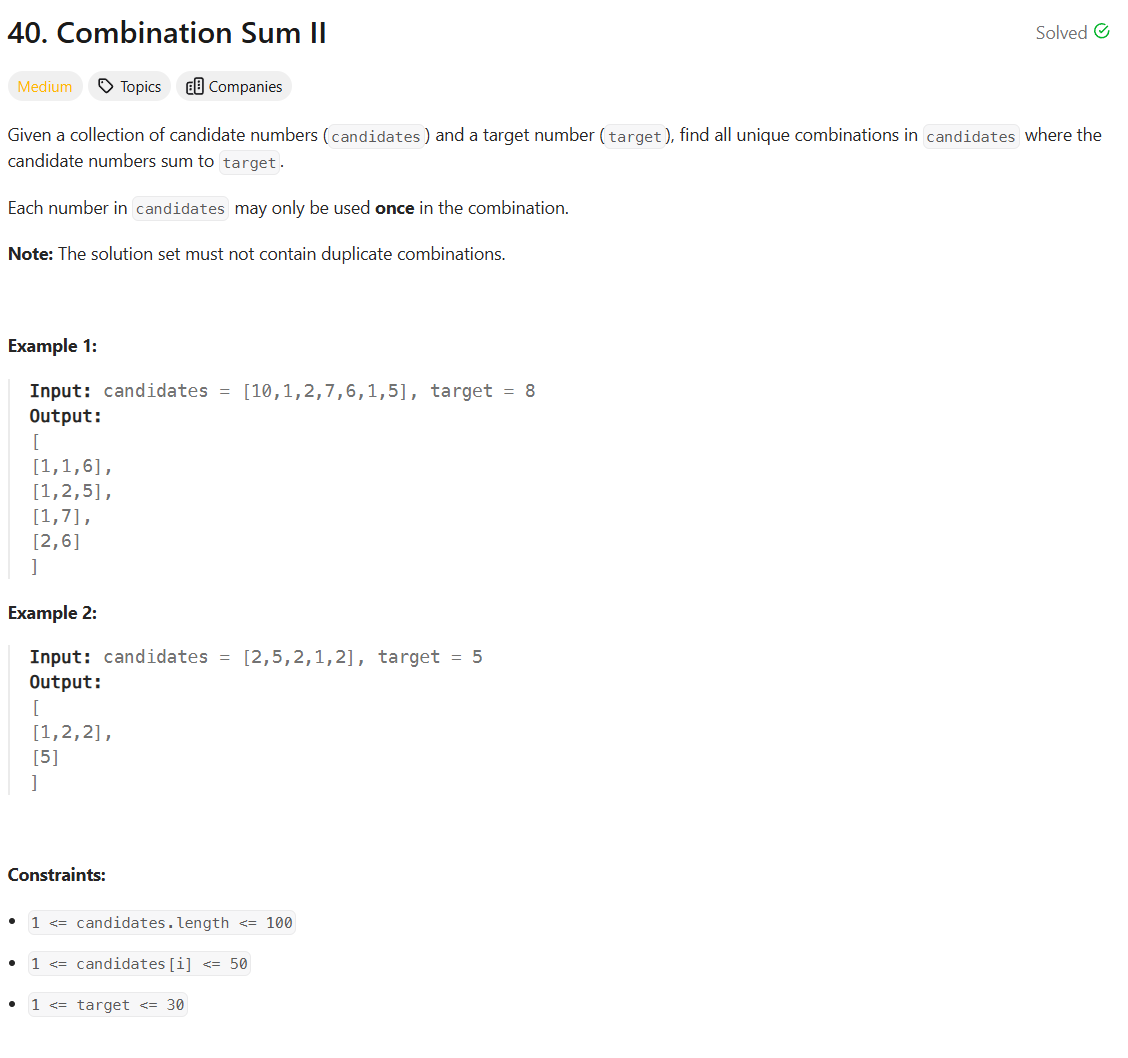 40. Combination Sum II
Solved
Medium
Topics
Companies
Given a collection of candidate numbers (candidates) and a target number (target), find all unique combinations in candidates where the
candidate numbers sum to target.
Each number in candidates may only be used once in the combination.
Note: The solution set must not contain duplicate combinations.
Example 1:
Input: candidates = [10,1,2,7,6,1,5], target = 8
Output:
[
[1,1,6],
[1,2,5],
[1,7],
[2,6]
]
Example 2:
Input: candidates = [2,5,2,1,2], target = 5
Output:
[
[1,2,2],
[5]
]
Constraints:
• 1 <= candidates.length <= 100
• 1 <= candidates[i] <= 50
• 1 <= target <= 30